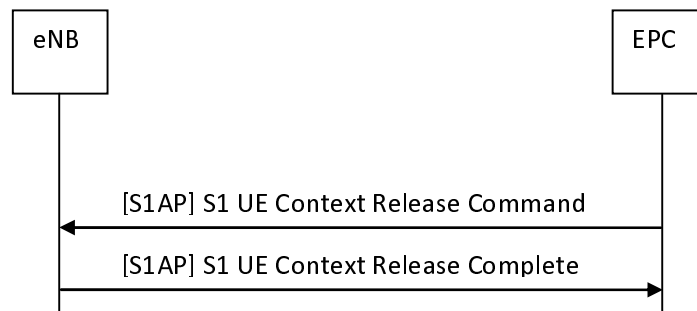 eNB
EPC
[S1AP] S1 UE Context Release Command
[S1AP] S1 UE Context Release Complete